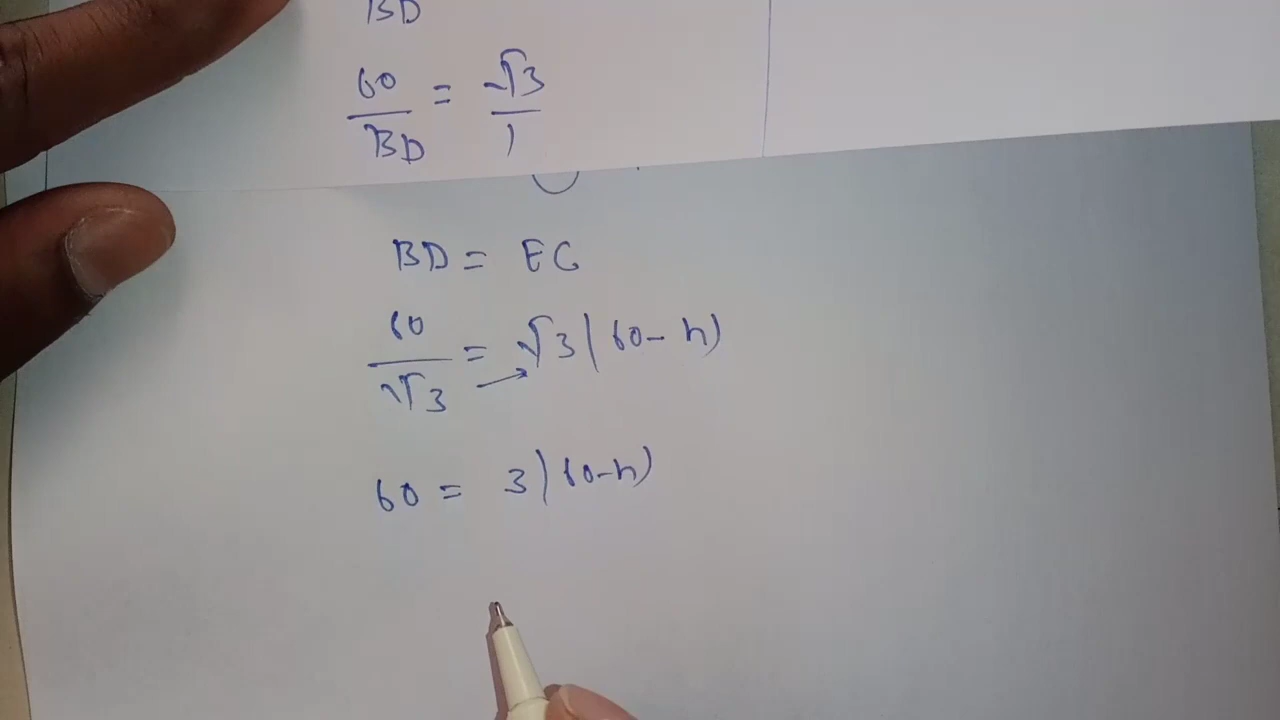 BD
60/BD = √3/1
BD = EC
60/√3 = √3(60-h)
60 = 3(60-h)